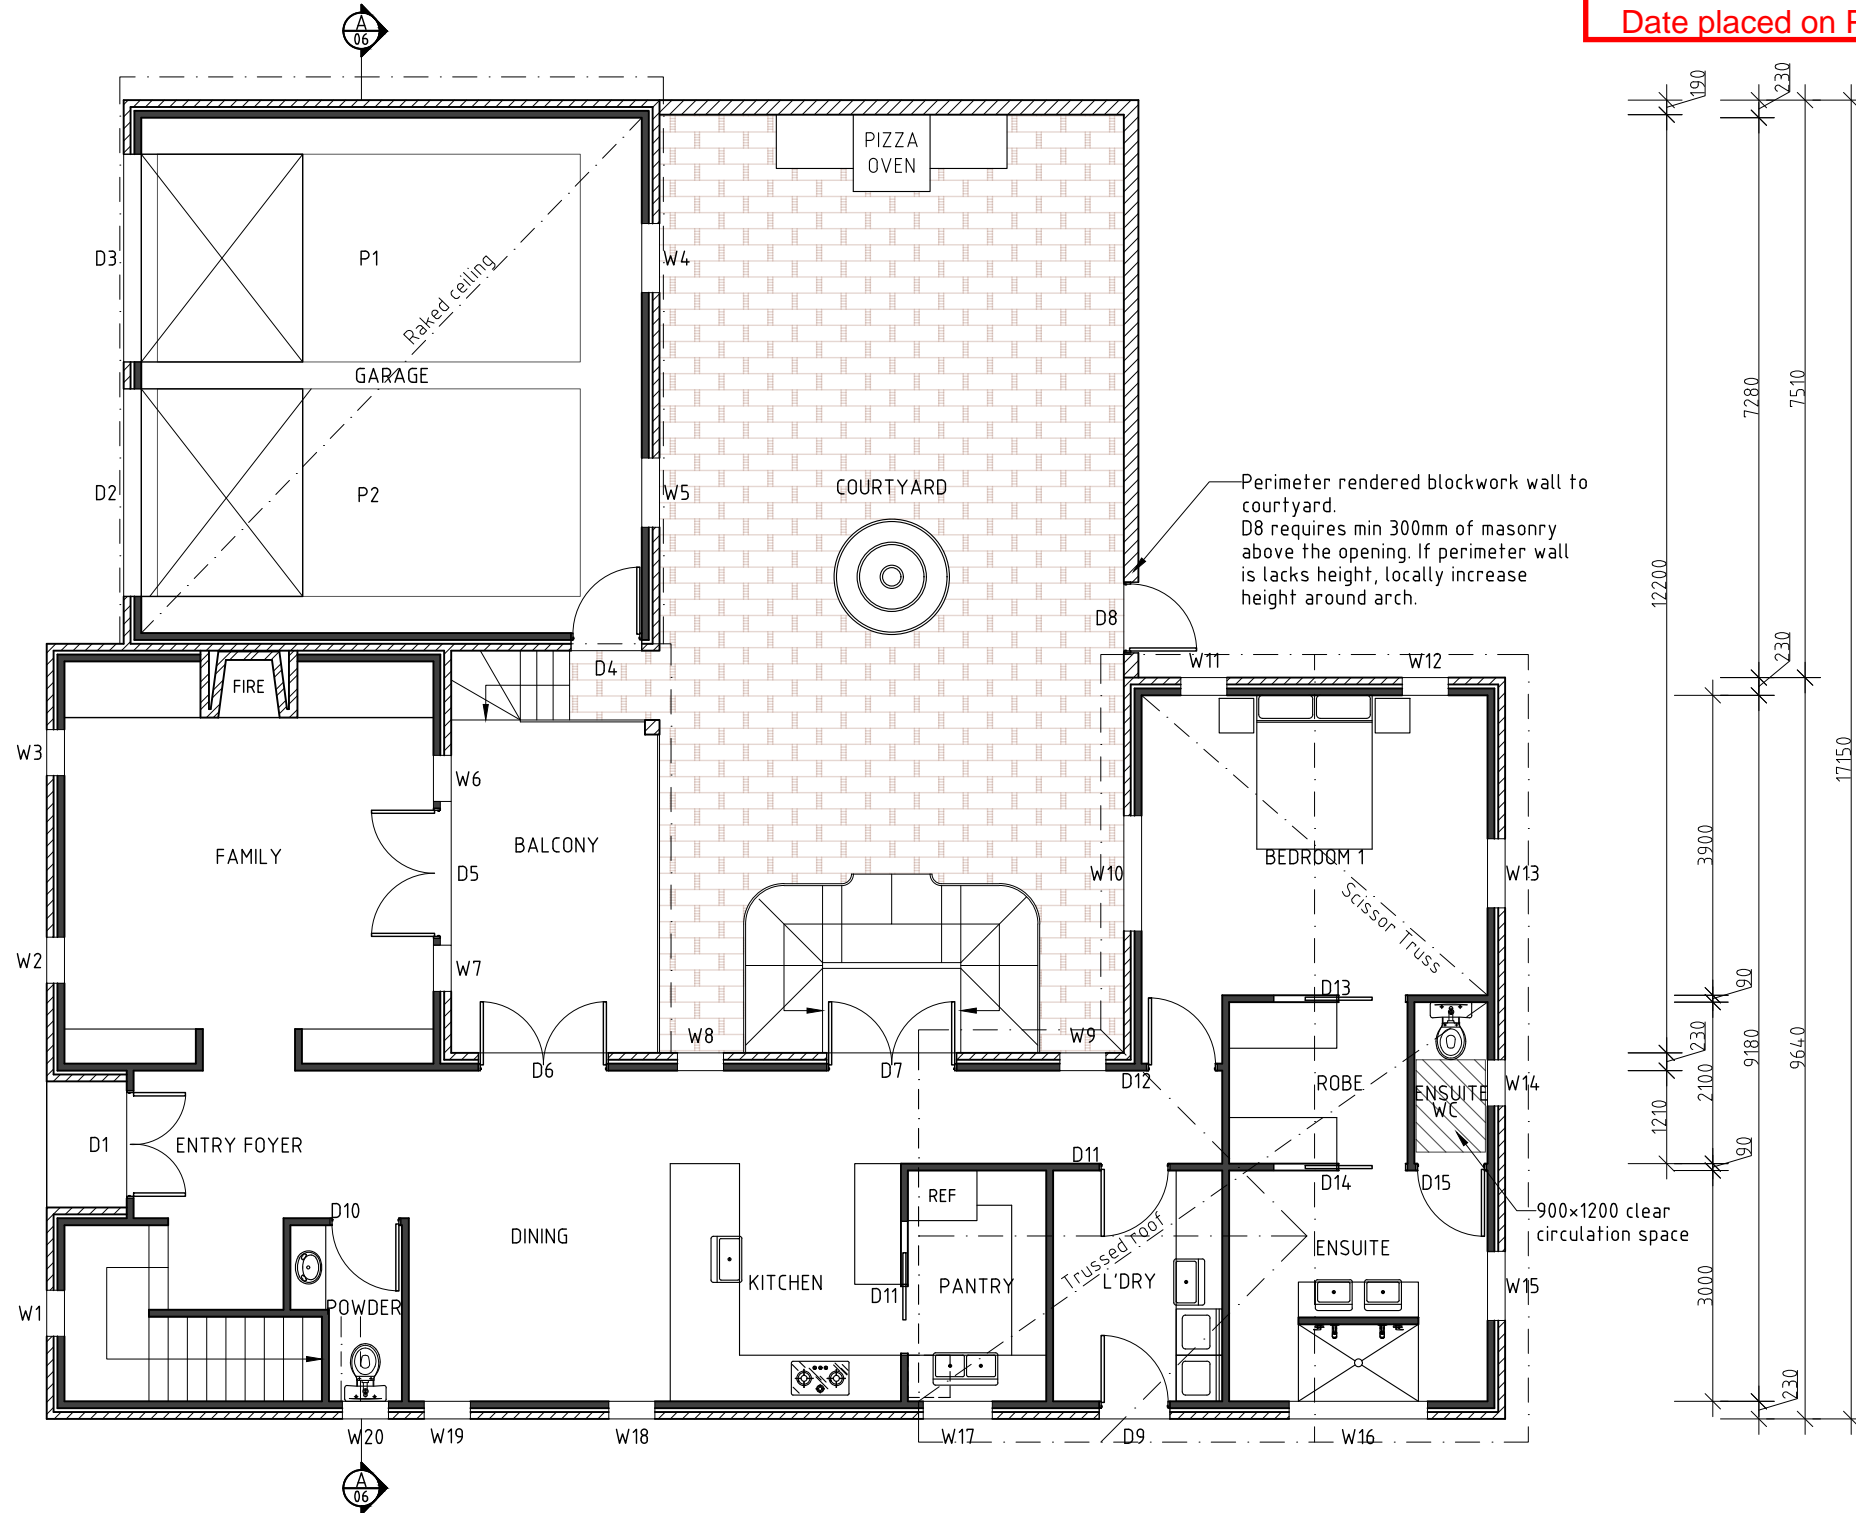 Date placed on
A
06
190
230
PIZZA
OVEN
D3
P1
W4
Raked ceiling
GARAGE
7280
7510
D2
P2
W5
COURTYARD
Perimeter rendered blockwork wall to
courtyard.
D8 requires min 300mm of masonry
above the opening. If perimeter wall
is lacks height, locally increase
height around arch.
12200
D8
D4
W11
W12
230
FIRE
W3
W6
17150
FAMILY
BALCONY
D5
W10
BEDROOM 1
W13
3900
Scissor Truss
W2
W7
D13
90
W8
W9
230
D6
D7
D12
ROBE
ENSUITE
WC
W14
2100
9180
9640
1210
D1
ENTRY FOYER
D11
90
D14
D15
REF
D10
900x1200 clear
circulation space
DINING
Trussed roof
ENSUITE
KITCHEN
D11
PANTRY
L'DRY
W15
3000
W1
POWDER
230
W20
W19
W18
W17
D9
W16
A
06